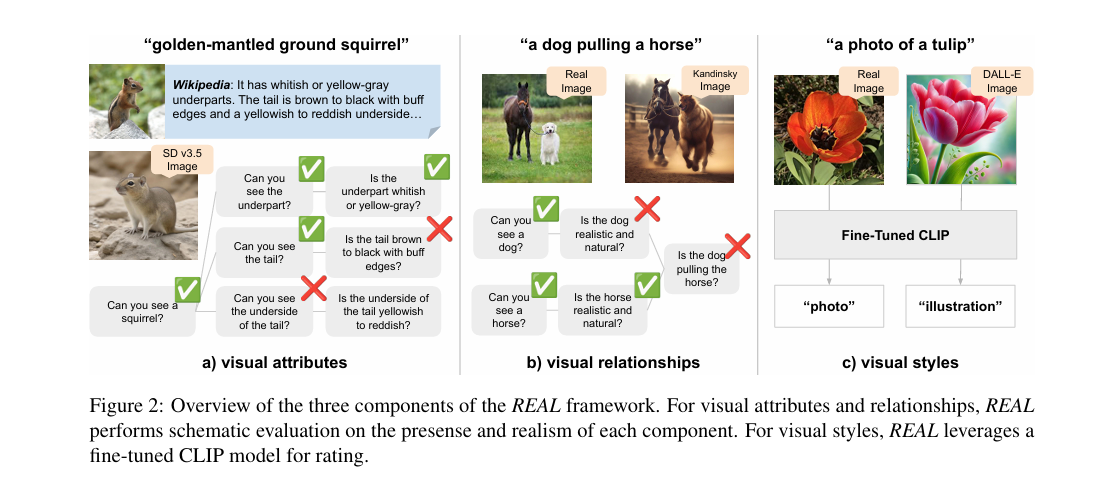 “golden-mantled ground squirrel”
Wikipedia: It has whitish or yellow-gray
underparts. The tail is brown to black with buff
edges and a yellowish to reddish underside…
SD v3.5
Image
Can you
see the
underpart?
Is the
underpart whitish
or yellow-gray?
Can you see
the tail?
Is the tail brown
to black with buff
edges?
Can you see a
squirrel?
Can you see
the underside
of the tail?
Is the underside of
the tail yellowish
to reddish?
a) visual attributes
“a dog pulling a horse”
Real
Image
Kandinsky
Image
Can you
see a
dog?
Is the dog
realistic and
natural?
Is the dog
pulling the
horse?
Can you
see a
horse?
Is the horse
realistic and
natural?
b) visual relationships
“a photo of a tulip”
Real
Image
DALL-E
Image
Fine-Tuned CLIP
“photo”
“illustration”
c) visual styles
Figure 2: Overview of the three components of the REAL framework. For visual attributes and relationships, REAL
performs schematic evaluation on the presense and realism of each component. For visual styles, REAL leverages a
fine-tuned CLIP model for rating.